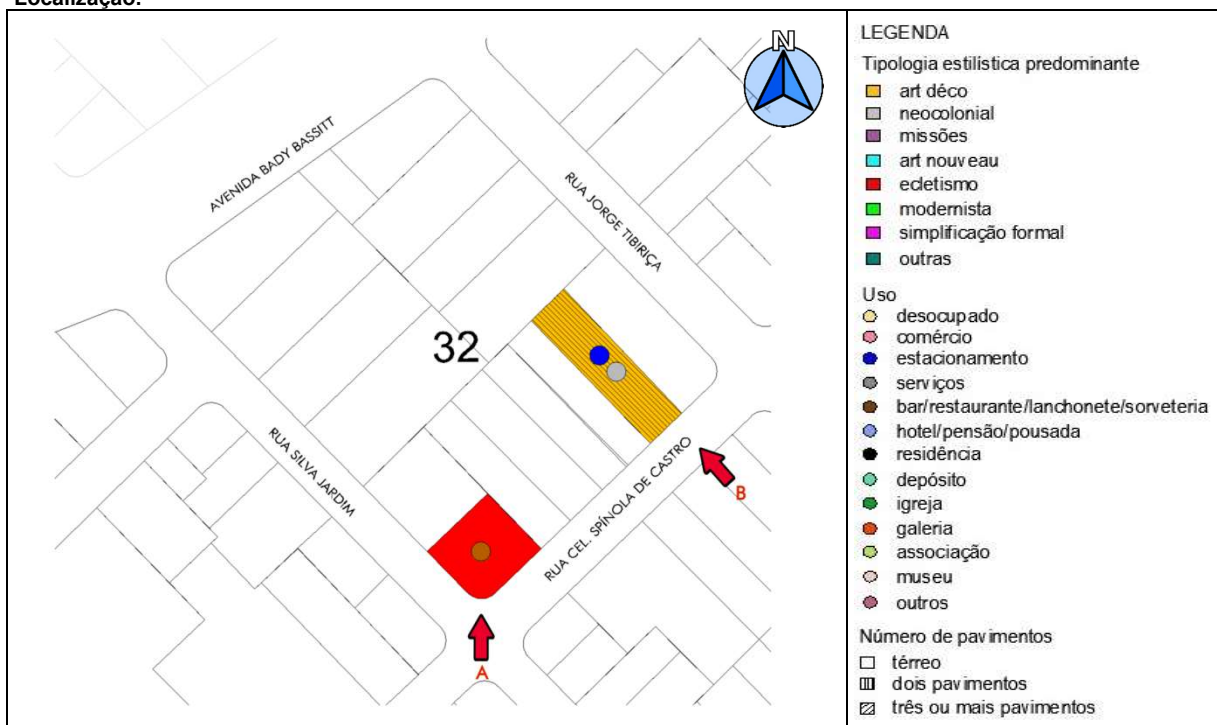 Localização:
N
AVENIDA BADY BASSITT
RUA JORGE TIBIRIÇA
32
RUA SILVA JARDIM
RUA CEL. SPÍNOLA DE CASTRO
B
A
LEGENDA
Tipologia estilística predominante
art déco
neocolonial
missões
art nouveau
ecletismo
modernista
simplificação formal
outras
Uso
desocupado
comércio
estacionamento
serviços
bar/restaurante/lanchonete/sorveteria
hotel/pensão/pousada
residência
depósito
igreja
galeria
associação
museu
outros
Número de pavimentos
térreo
dois pavimentos
três ou mais pavimentos